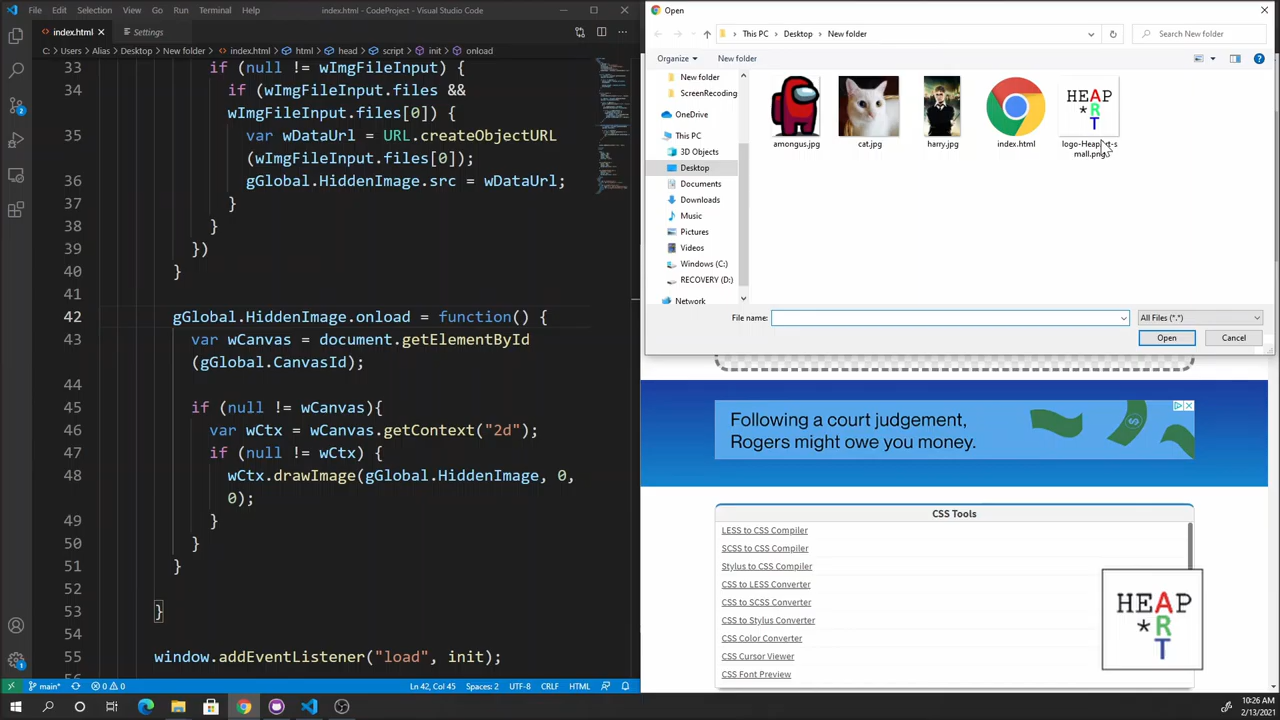 File Edit Selection View Go Run Terminal Help index.html - CodeProject - Visual Studio Code
index.html
Settings
C: > Users > Alias > Desktop > New folder > index.html > html > head > script > init > onload
33 if (null != wImgFileInput) {
34 if (wImgFileInput.files &&
wImgFileInput.files[0]) {
35 var wDataUrl = URL.createObjectURL
(wImgFileInput.files[0]);
36 gGlobal.HiddenImage.src = wDataUrl;
37 }
38 }
39 })
40 }
41
42 gGlobal.HiddenImage.onload = function() {
43 var wCanvas = document.getElementById
(gGlobal.CanvasId);
44
45 if (null != wCanvas){
46 var wCtx = wCanvas.getContext("2d");
47 if (null != wCtx) {
48 wCtx.drawImage(gGlobal.HiddenImage, 0,
0);
49 }
50 }
51 }
52
53 }
54
55 window.addEventListener("load", init);
main* 0 0 Ln 42, Col 45 Spaces: 2 UTF-8 CRLF HTML
Open
This PC > Desktop > New folder
Search New folder
Organize New folder
New folder
ScreenRecoding
OneDrive
This PC
3D Objects
Desktop
Documents
Downloads
Music
Pictures
Videos
Windows (C:)
RECOVERY (D:)
Network
amongus.jpg
cat.jpg
harry.jpg
index.html
HEAP
R
T
mall.png
File name:
All Files (*.*)
Open
Cancel
Following a court judgement,
Rogers might owe you money.
CSS Tools
LESS to CSS Compiler
SCSS to CSS Compiler
Stylus to CSS Compiler
CSS to LESS Converter
CSS to SCSS Converter
CSS to Stylus Converter
CSS Color Converter
CSS Cursor Viewer
CSS Font Preview
HEAP
*R
T
10:26 AM
2/13/2021